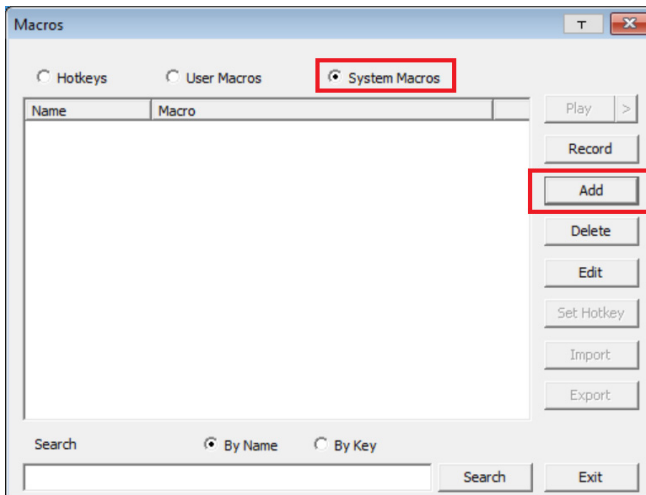 Macros
T
Hotkeys User Macros System Macros
Name Macro
Play >
Record
Add
Delete
Edit
Set Hotkey
Import
Export
Search By Name By Key
Search Exit